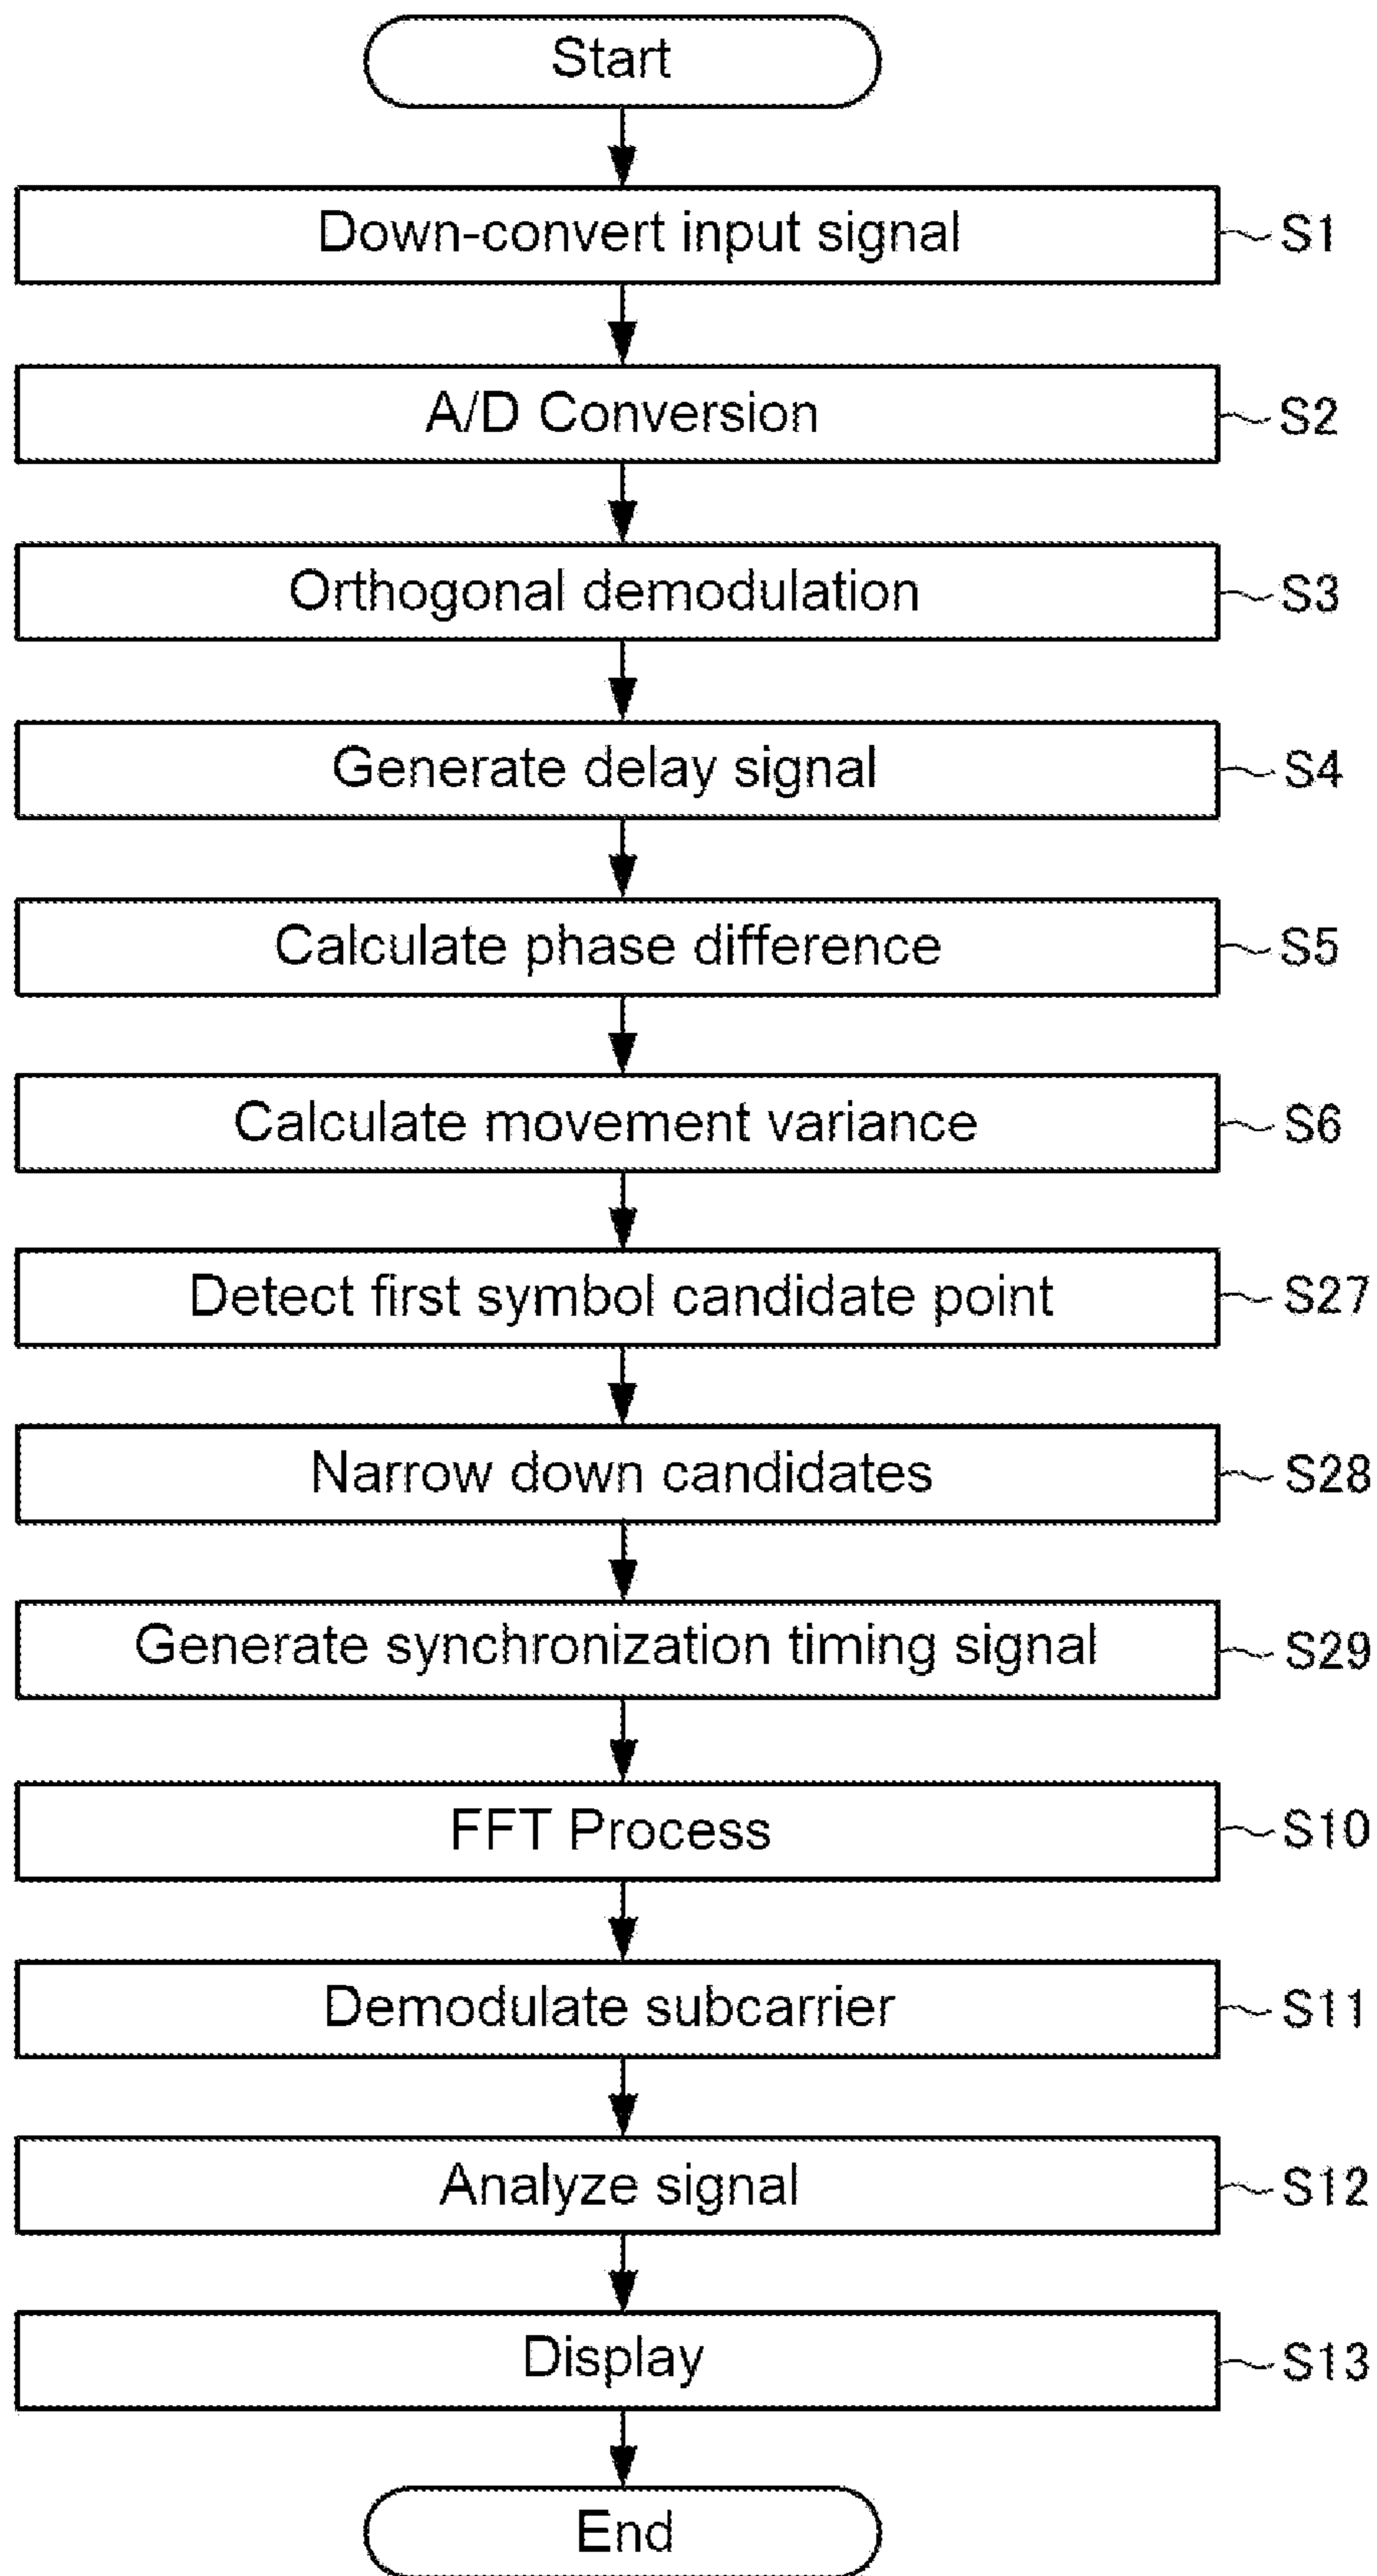 Start
Down-convert input signal S1
A/D Conversion S2
Orthogonal demodulation S3
Generate delay signal S4
Calculate phase difference S5
Calculate movement variance S6
Detect first symbol candidate point S27
Narrow down candidates S28
Generate synchronization timing signal S29
FFT Process S10
Demodulate subcarrier S11
Analyze signal S12
Display S13
End